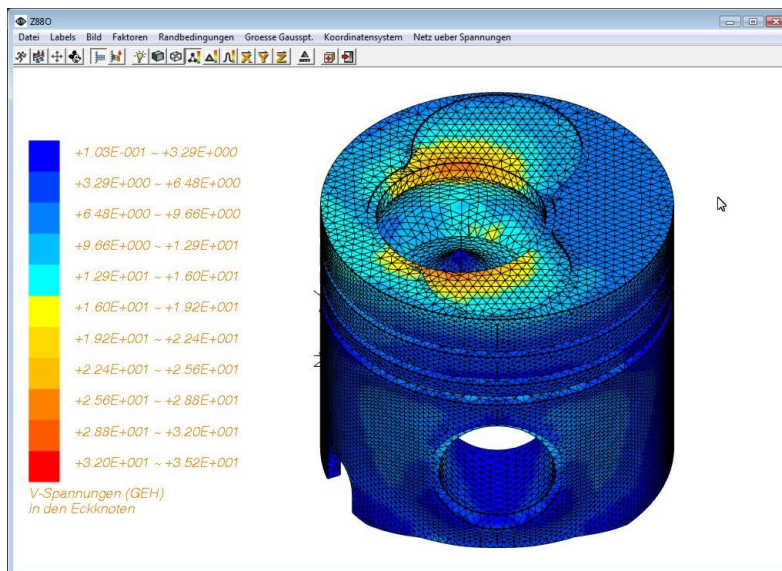 Z88O
Datei Labels Bild Faktoren Randbedingungen Groesse Gausspt. Koordinatensystem Netz ueber Spannungen
+1.03E-001 ~ +3.29E+000
+3.29E+000 ~ +6.48E+000
+6.48E+000 ~ +9.66E+000
+9.66E+000 ~ +1.29E+001
+1.29E+001 ~ +1.60E+001
+1.60E+001 ~ +1.92E+001
+1.92E+001 ~ +2.24E+001
+2.24E+001 ~ +2.56E+001
+2.56E+001 ~ +2.88E+001
+2.88E+001 ~ +3.20E+001
+3.20E+001 ~ +3.52E+001
V-Spannungen (GEH)
in den Eckknoten